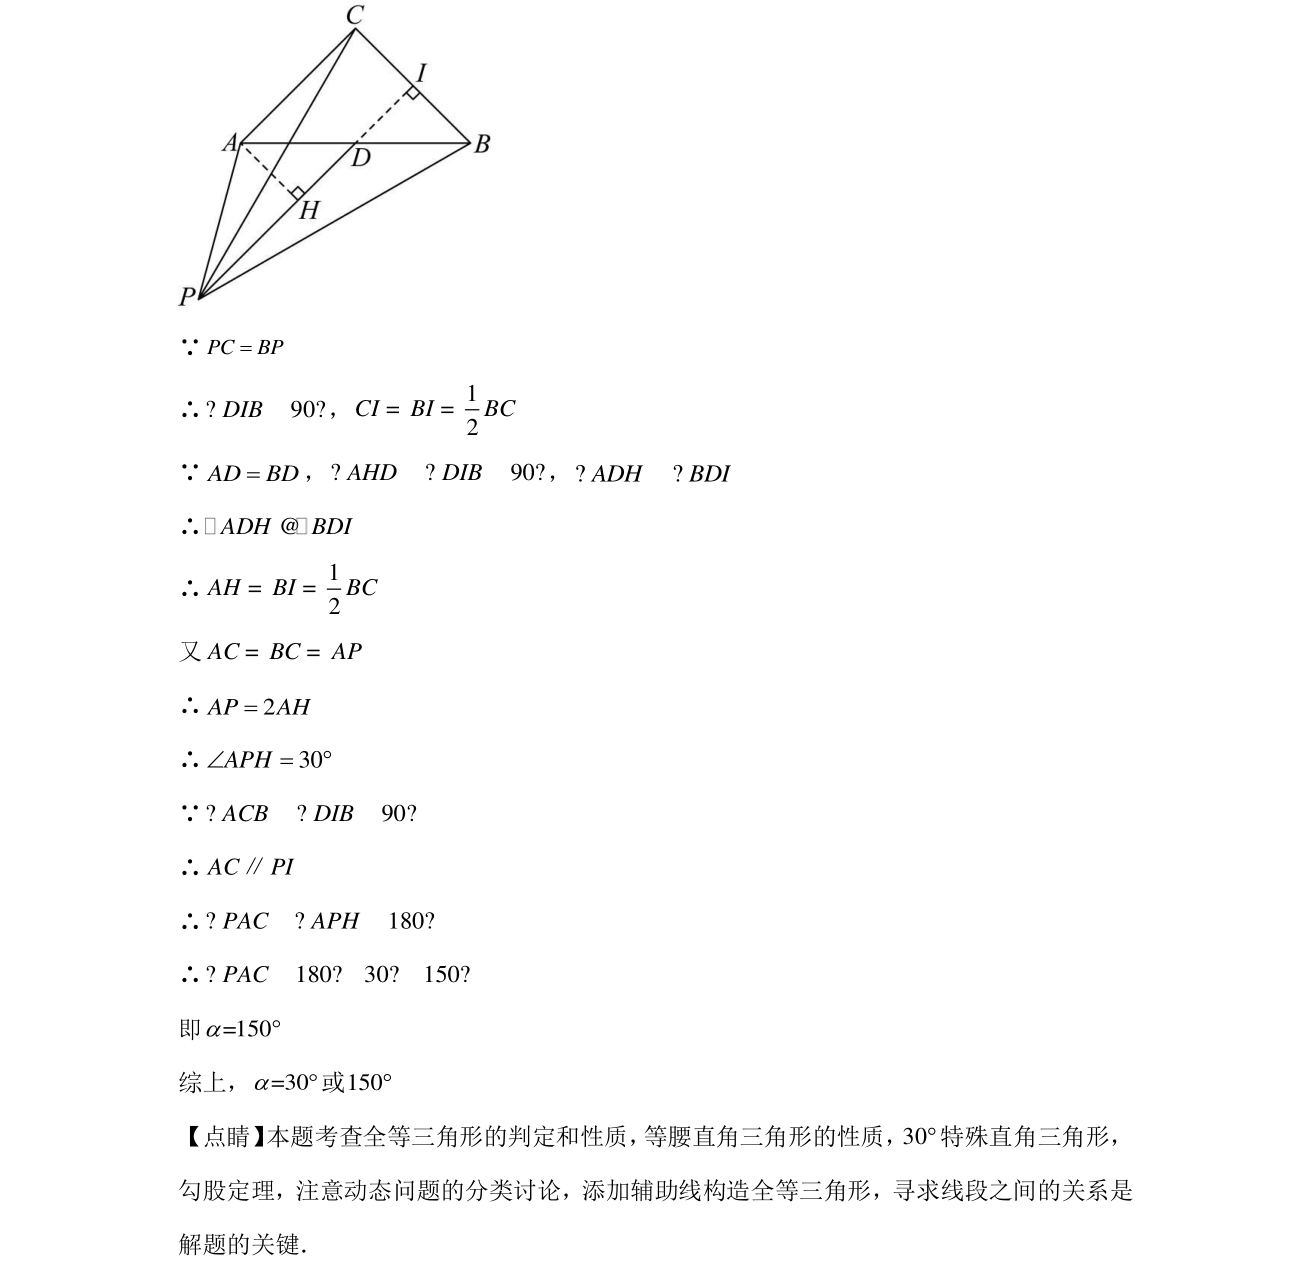 C
I
A
D
B
H
P
∵ PC = BP
∴ ? DIB 90?, CI = BI = 1/2 BC
∵ AD = BD, ? AHD ? DIB 90?, ? ADH ? BDI
∴ □ ADH @□ BDI
∴ AH = BI = 1/2 BC
又 AC = BC = AP
∴ AP = 2AH
∴ ∠APH = 30°
∵ ? ACB ? DIB 90?
∴ AC // PI
∴ ? PAC ? APH 180?
∴ ? PAC 180? 30? 150?
即 α=150°
综上，α=30°或150°
【点睛】本题考查全等三角形的判定和性质，等腰直角三角形的性质，30°特殊直角三角形，
勾股定理，注意动态问题的分类讨论，添加辅助线构造全等三角形，寻求线段之间的关系是
解题的关键．